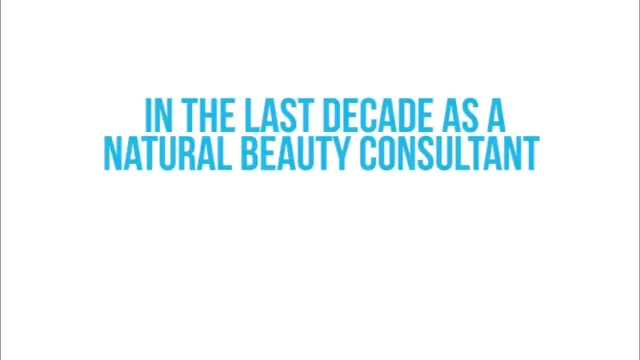 IN THE LAST DECADE AS A
NATURAL BEAUTY CONSULTANT